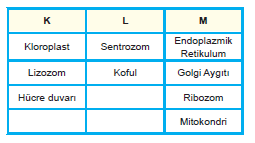 K L M
Kloroplast Sentrozom Endoplazmik Retikulum
Lizozom Koful Golgi Aygıtı
Hücre duvarı Ribozom
Mitokondri